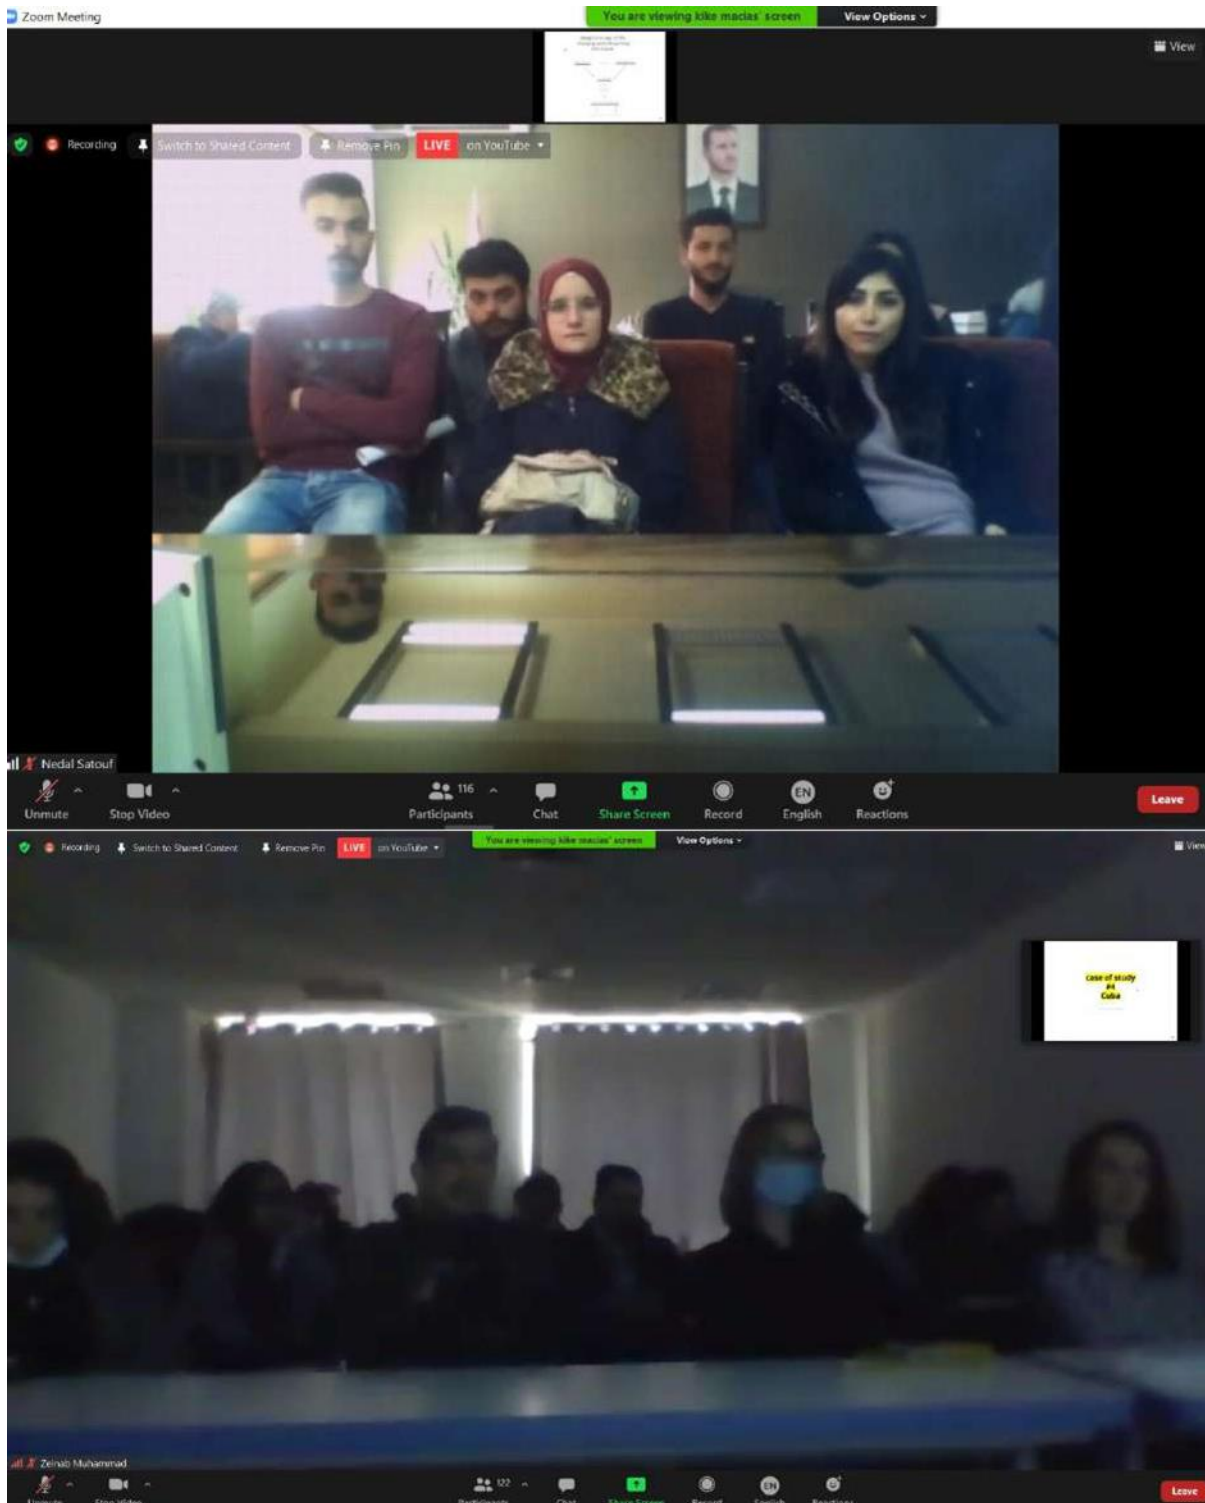 Zoom Meeting
You are viewing kike macias' screen
View Options
View
Recording
Switch to Shared Content
Remove Pin
LIVE on YouTube
Nedal Satouf
116
Unmute
Stop Video
Participants
Chat
Share Screen
Record
EN
English
Reactions
Leave
Recording
Switch to Shared Content
Remove Pin
LIVE on YouTube
You are viewing kike macias' screen
View Options
View
case of study
#4
Cuba
Zeinab Muhammad
122
EN
Leave